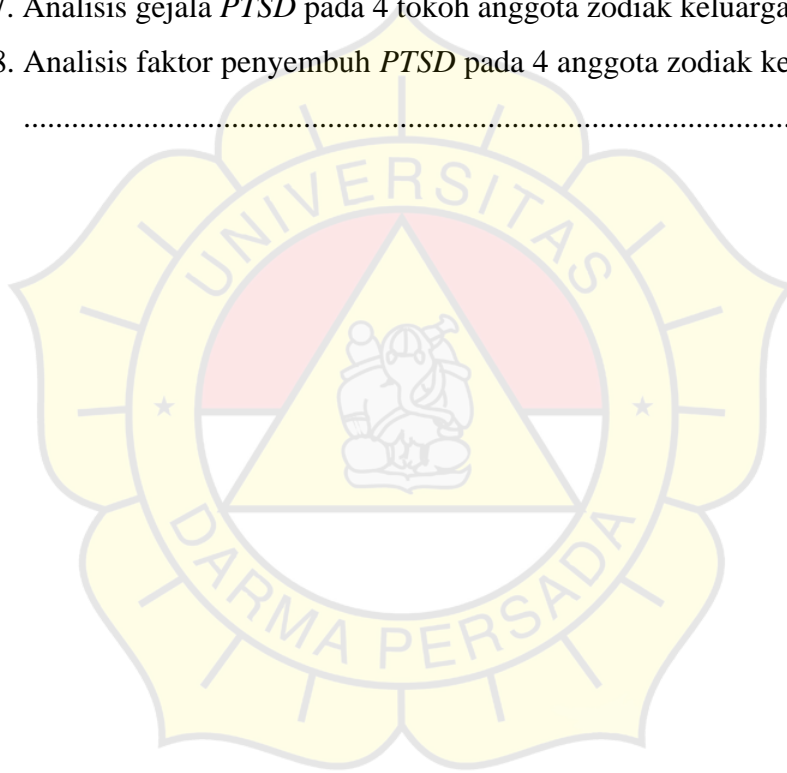 7. Analisis gejala PTSD pada 4 tokoh anggota zodiak keluarga
8. Analisis faktor penyembuh PTSD pada 4 anggota zodiak ke
................................................................................................
UNIVERSITAS
DARMA PERSADA